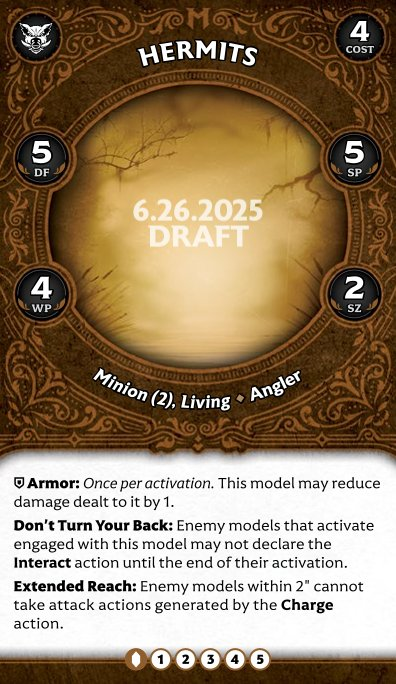 HERMITS
4
COST
5
DF
5
SP
6.26.2025
DRAFT
4
WP
2
SZ
Minion (2), Living ◆ Angler
Armor: Once per activation. This model may reduce
damage dealt to it by 1.
Don't Turn Your Back: Enemy models that activate
engaged with this model may not declare the
Interact action until the end of their activation.
Extended Reach: Enemy models within 2" cannot
take attack actions generated by the Charge
action.
1 2 3 4 5